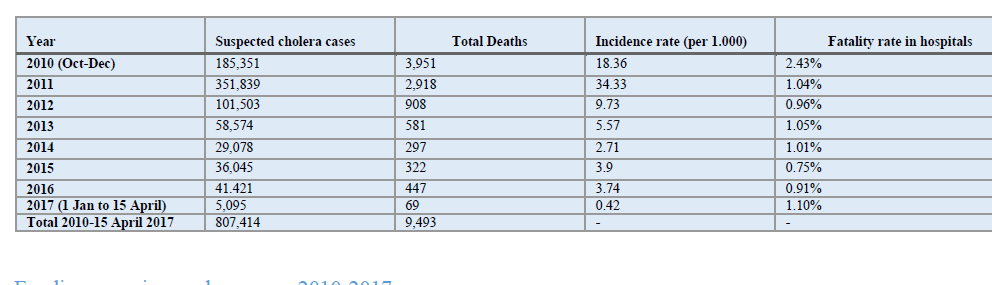 Year Suspected cholera cases Total Deaths Incidence rate (per 1.000) Fatality rate in hospitals
2010 (Oct-Dec) 185,351 3,951 18.36 2.43%
2011 351,839 2,918 34.33 1.04%
2012 101,503 908 9.73 0.96%
2013 58,574 581 5.57 1.05%
2014 29,078 297 2.71 1.01%
2015 36,045 322 3.9 0.75%
2016 41.421 447 3.74 0.91%
2017 (1 Jan to 15 April) 5,095 69 0.42 1.10%
Total 2010-15 April 2017 807,414 9,493 - -
2010-2017